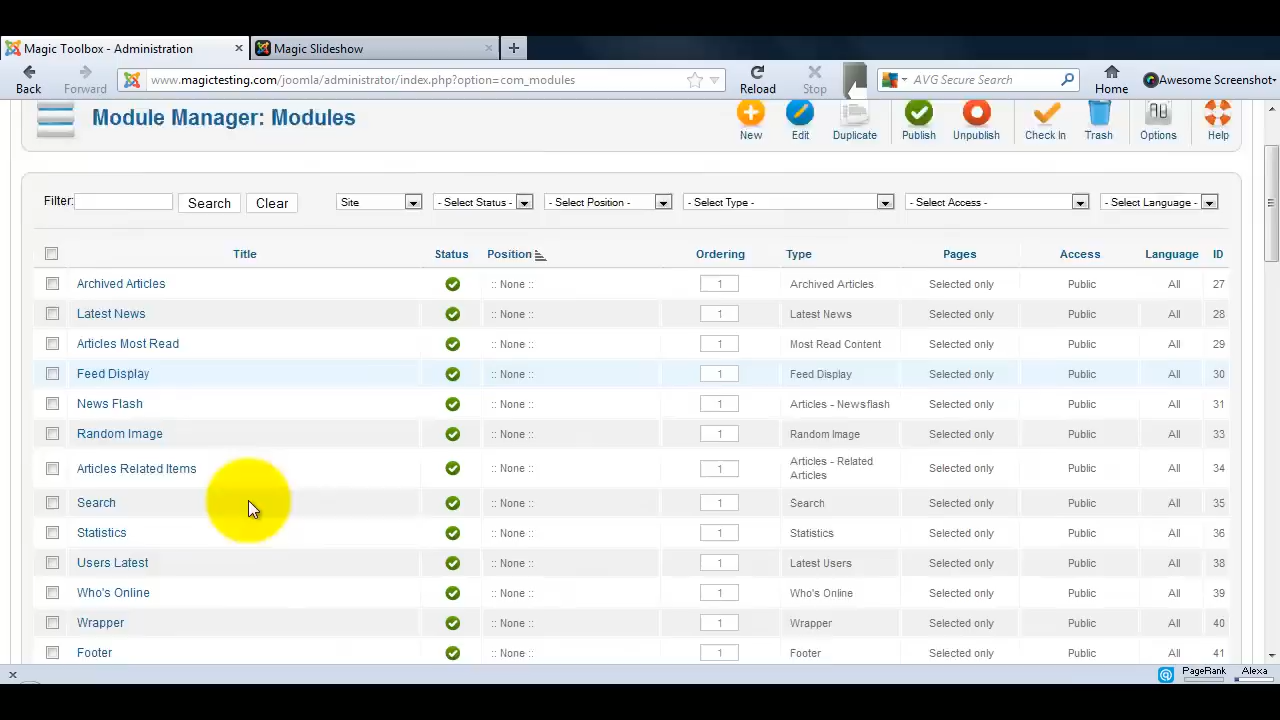 Magic Toolbox - Administration × Magic Slideshow × +
Back Forward www.magictesting.com/joomla/administrator/index.php?option=com_modules Reload Stop AVG Secure Search Home Awesome Screenshot
Module Manager: Modules
New Edit Duplicate Publish Unpublish Check In Trash Options Help
Filter: Search Clear Site - Select Status - - Select Position - - Select Type - - Select Access - - Select Language -
Title Status Position Ordering Type Pages Access Language ID
Archived Articles :: None :: 1 Archived Articles Selected only Public All 27
Latest News :: None :: 1 Latest News Selected only Public All 28
Articles Most Read :: None :: 1 Most Read Content Selected only Public All 29
Feed Display :: None :: 1 Feed Display Selected only Public All 30
News Flash :: None :: 1 Articles - Newsflash Selected only Public All 31
Random Image :: None :: 1 Random Image Selected only Public All 33
Articles Related Items :: None :: 1 Articles - Related Articles Selected only Public All 34
Search :: None :: 1 Search Selected only Public All 35
Statistics :: None :: 1 Statistics Selected only Public All 36
Users Latest :: None :: 1 Latest Users Selected only Public All 38
Who's Online :: None :: 1 Who's Online Selected only Public All 39
Wrapper :: None :: 1 Wrapper Selected only Public All 40
Footer :: None :: 1 Footer Selected only Public All 41
× PageRank Alexa